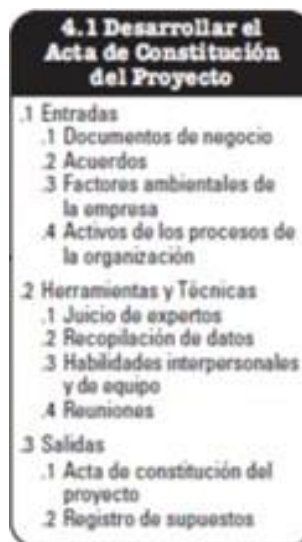 4.1 Desarrollar el
Acta de Constitución
del Proyecto
.1 Entradas
.1 Documentos de negocio
.2 Acuerdos
.3 Factores ambientales de
la empresa
.4 Activos de los procesos de
la organización
.2 Herramientas y Técnicas
.1 Juicio de expertos
.2 Recopilación de datos
.3 Habilidades interpersonales
y de equipo
.4 Reuniones
.3 Salidas
.1 Acta de constitución del
proyecto
.2 Registro de supuestos